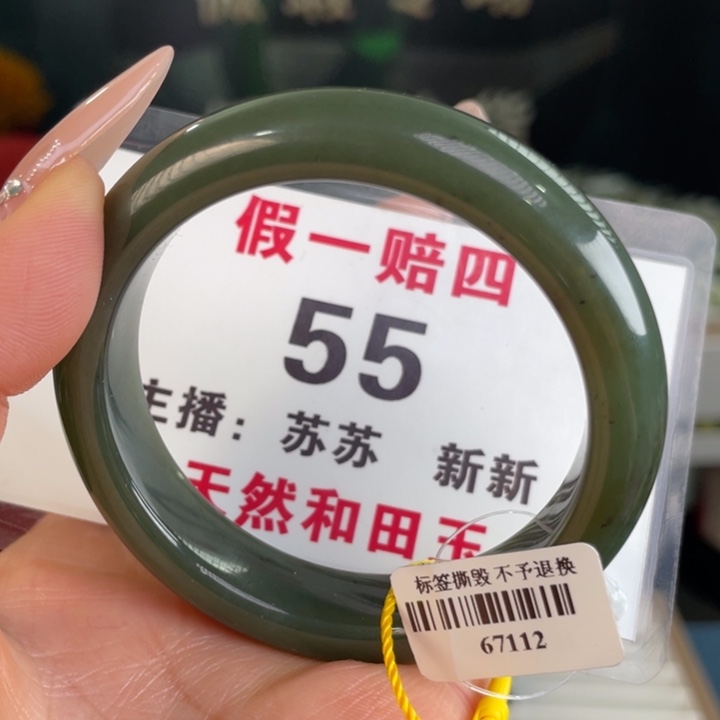 假一赔四
55
主播：苏苏 新新
天然和田玉
标签撕毁 不予退换
67112